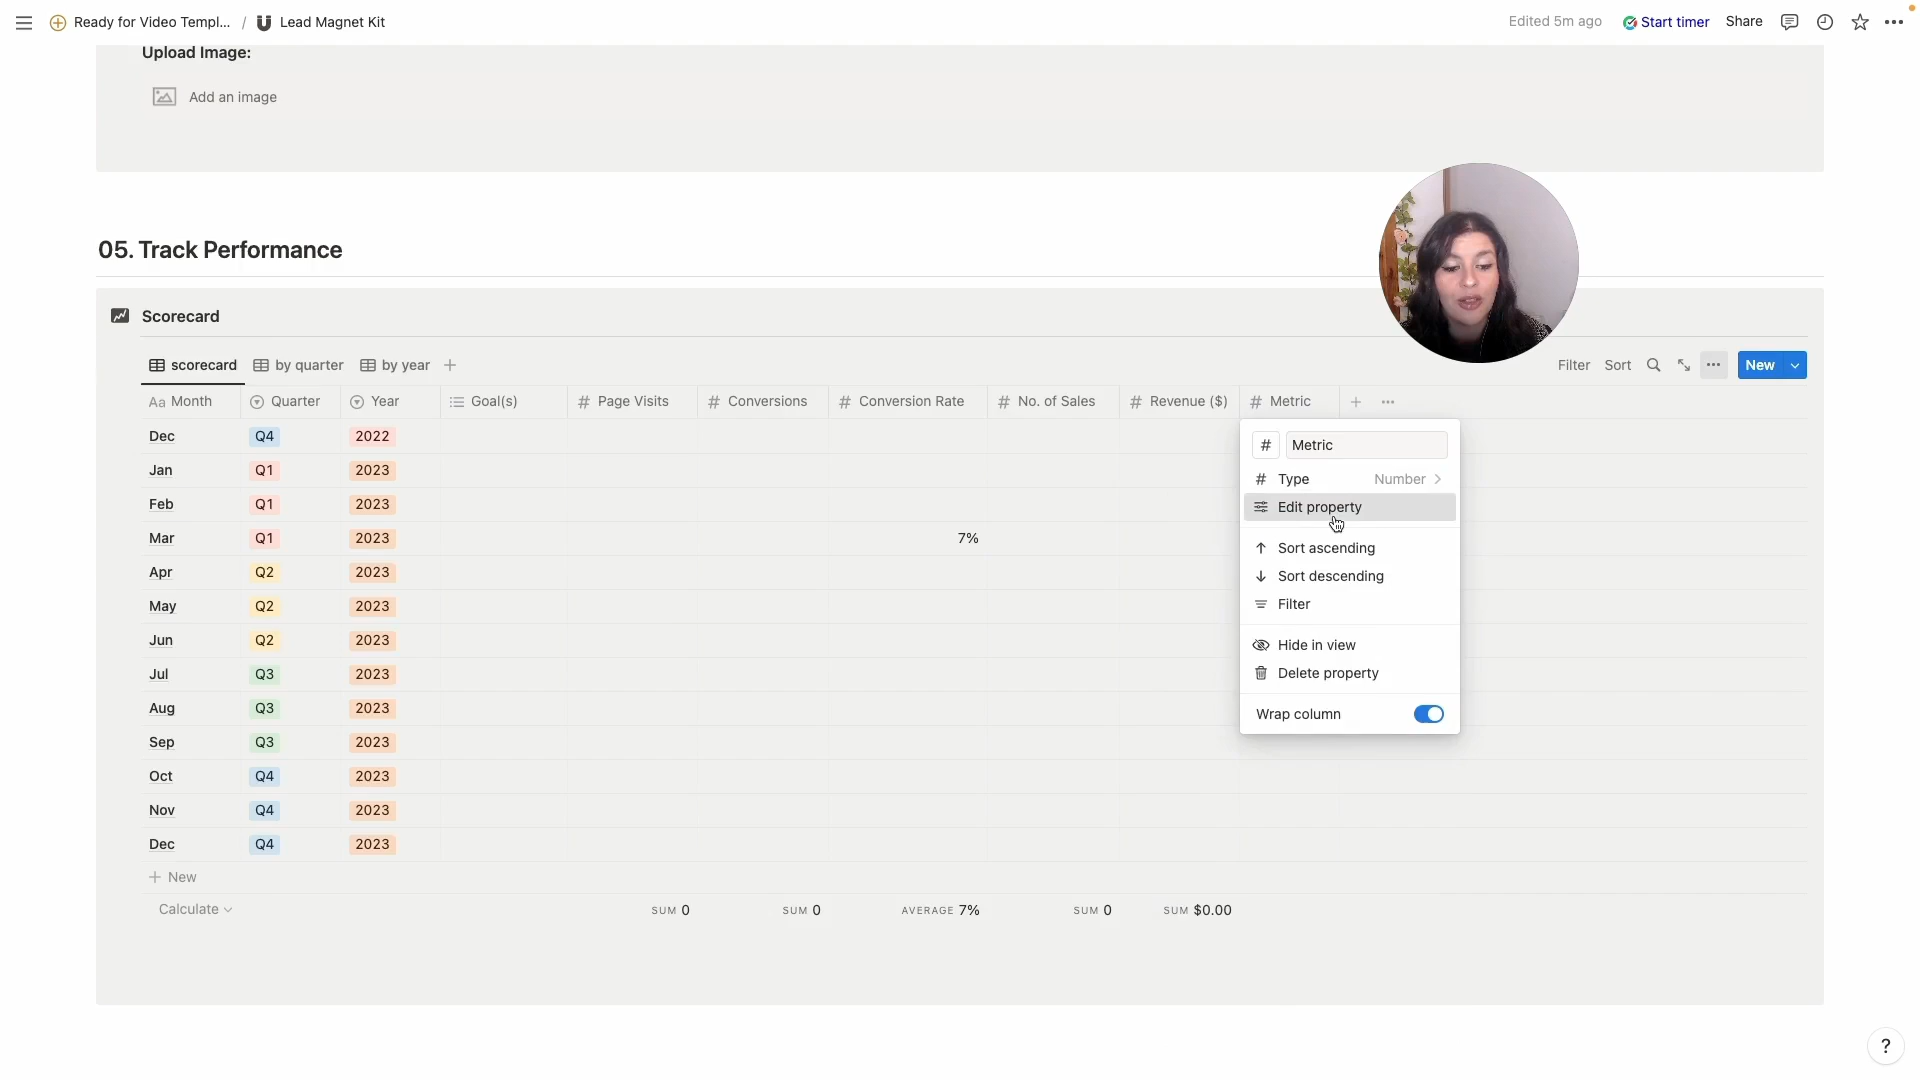 Ready for Video Templ... / Lead Magnet Kit
Edited 5m ago Start timer Share
Upload Image:
Add an image
05. Track Performance
Scorecard
scorecard by quarter by year
Filter Sort New
Aa Month Quarter Year Goal(s) # Page Visits # Conversions # Conversion Rate # No. of Sales # Revenue ($) # Metric
Dec Q4 2022
Jan Q1 2023
Feb Q1 2023
Mar Q1 2023 7%
Apr Q2 2023
May Q2 2023
Jun Q2 2023
Jul Q3 2023
Aug Q3 2023
Sep Q3 2023
Oct Q4 2023
Nov Q4 2023
Dec Q4 2023
+ New
Calculate SUM 0 SUM 0 AVERAGE 7% SUM 0 SUM $0.00
# Metric
# Type Number
Edit property
Sort ascending
Sort descending
Filter
Hide in view
Delete property
Wrap column
?